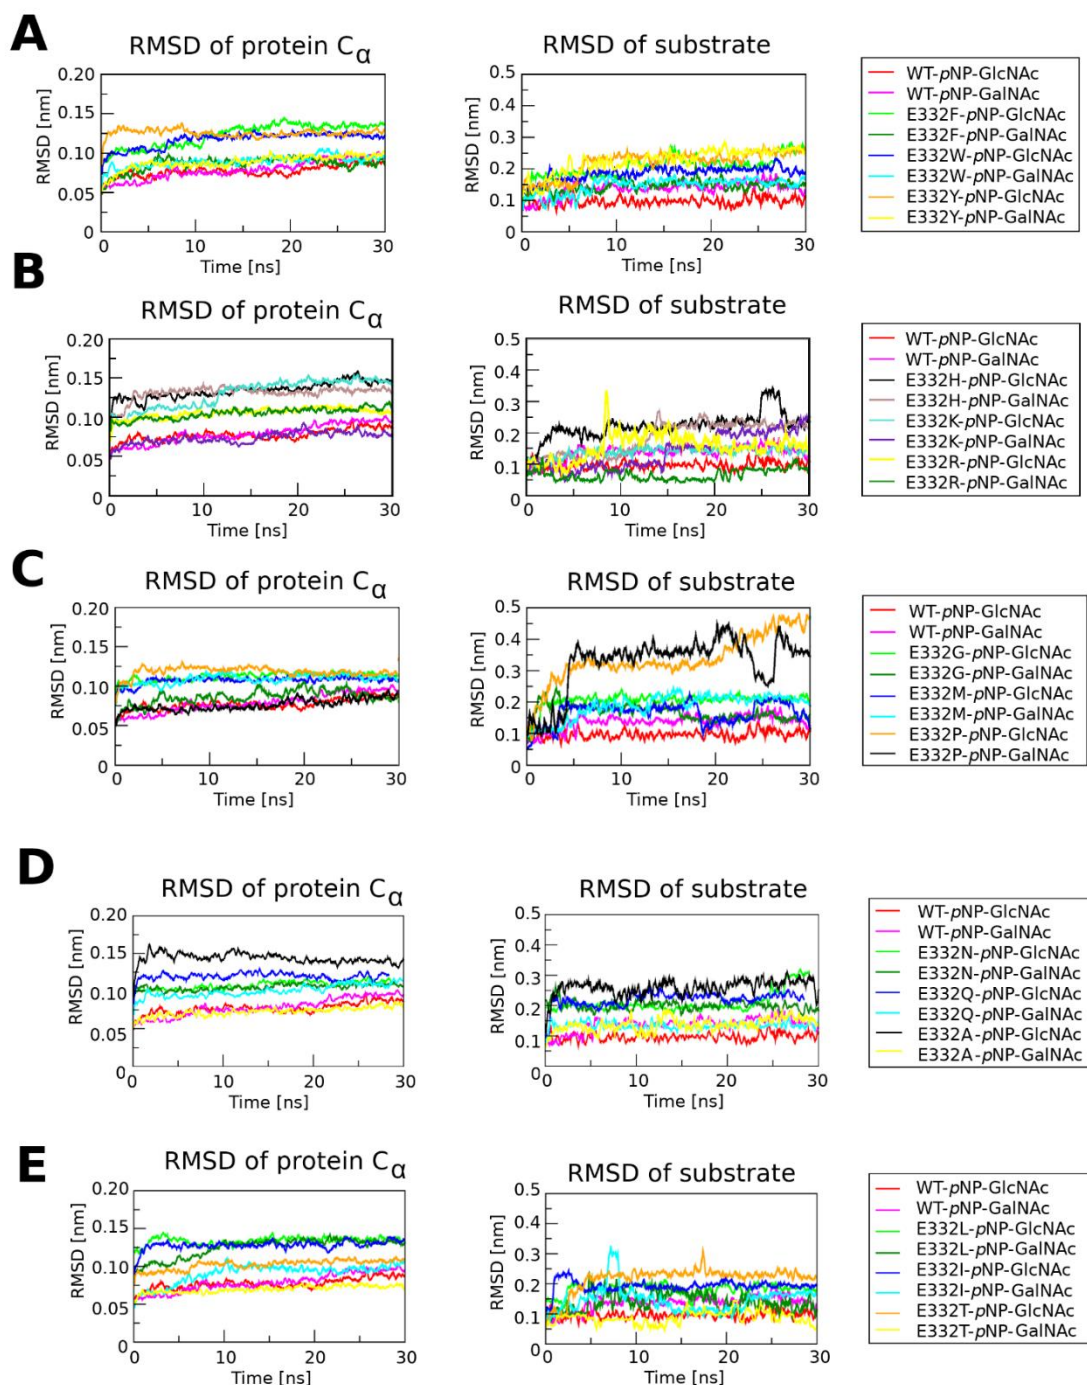 A
RMSD of protein Cα
RMSD of substrate
RMSD [nm]
0.20
0.15
0.10
0.05
0
0 10 20 30
Time [ns]
RMSD [nm]
0.5
0.4
0.3
0.2
0.1
0
0 10 20 30
Time [ns]
WT-pNP-GlcNAc
WT-pNP-GalNAc
E332F-pNP-GlcNAc
E332F-pNP-GalNAc
E332W-pNP-GlcNAc
E332W-pNP-GalNAc
E332Y-pNP-GlcNAc
E332Y-pNP-GalNAc
B
RMSD of protein Cα
RMSD of substrate
RMSD [nm]
0.20
0.15
0.10
0.05
0
0 10 20 30
Time [ns]
RMSD [nm]
0.5
0.4
0.3
0.2
0.1
0
0 10 20 30
Time [ns]
WT-pNP-GlcNAc
WT-pNP-GalNAc
E332H-pNP-GlcNAc
E332H-pNP-GalNAc
E332K-pNP-GlcNAc
E332K-pNP-GalNAc
E332R-pNP-GlcNAc
E332R-pNP-GalNAc
C
RMSD of protein Cα
RMSD of substrate
RMSD [nm]
0.20
0.15
0.10
0.05
0
0 10 20 30
Time [ns]
RMSD [nm]
0.5
0.4
0.3
0.2
0.1
0
0 10 20 30
Time [ns]
WT-pNP-GlcNAc
WT-pNP-GalNAc
E332G-pNP-GlcNAc
E332G-pNP-GalNAc
E332M-pNP-GlcNAc
E332M-pNP-GalNAc
E332P-pNP-GlcNAc
E332P-pNP-GalNAc
D
RMSD of protein Cα
RMSD of substrate
RMSD [nm]
0.20
0.15
0.10
0.05
0
0 10 20 30
Time [ns]
RMSD [nm]
0.5
0.4
0.3
0.2
0.1
0
0 10 20 30
Time [ns]
WT-pNP-GlcNAc
WT-pNP-GalNAc
E332N-pNP-GlcNAc
E332N-pNP-GalNAc
E332Q-pNP-GlcNAc
E332Q-pNP-GalNAc
E332A-pNP-GlcNAc
E332A-pNP-GalNAc
E
RMSD of protein Cα
RMSD of substrate
RMSD [nm]
0.20
0.15
0.10
0.05
0
0 10 20 30
Time [ns]
RMSD [nm]
0.5
0.4
0.3
0.2
0.1
0
0 10 20 30
Time [ns]
WT-pNP-GlcNAc
WT-pNP-GalNAc
E332L-pNP-GlcNAc
E332L-pNP-GalNAc
E332I-pNP-GlcNAc
E332I-pNP-GalNAc
E332T-pNP-GlcNAc
E332T-pNP-GalNAc